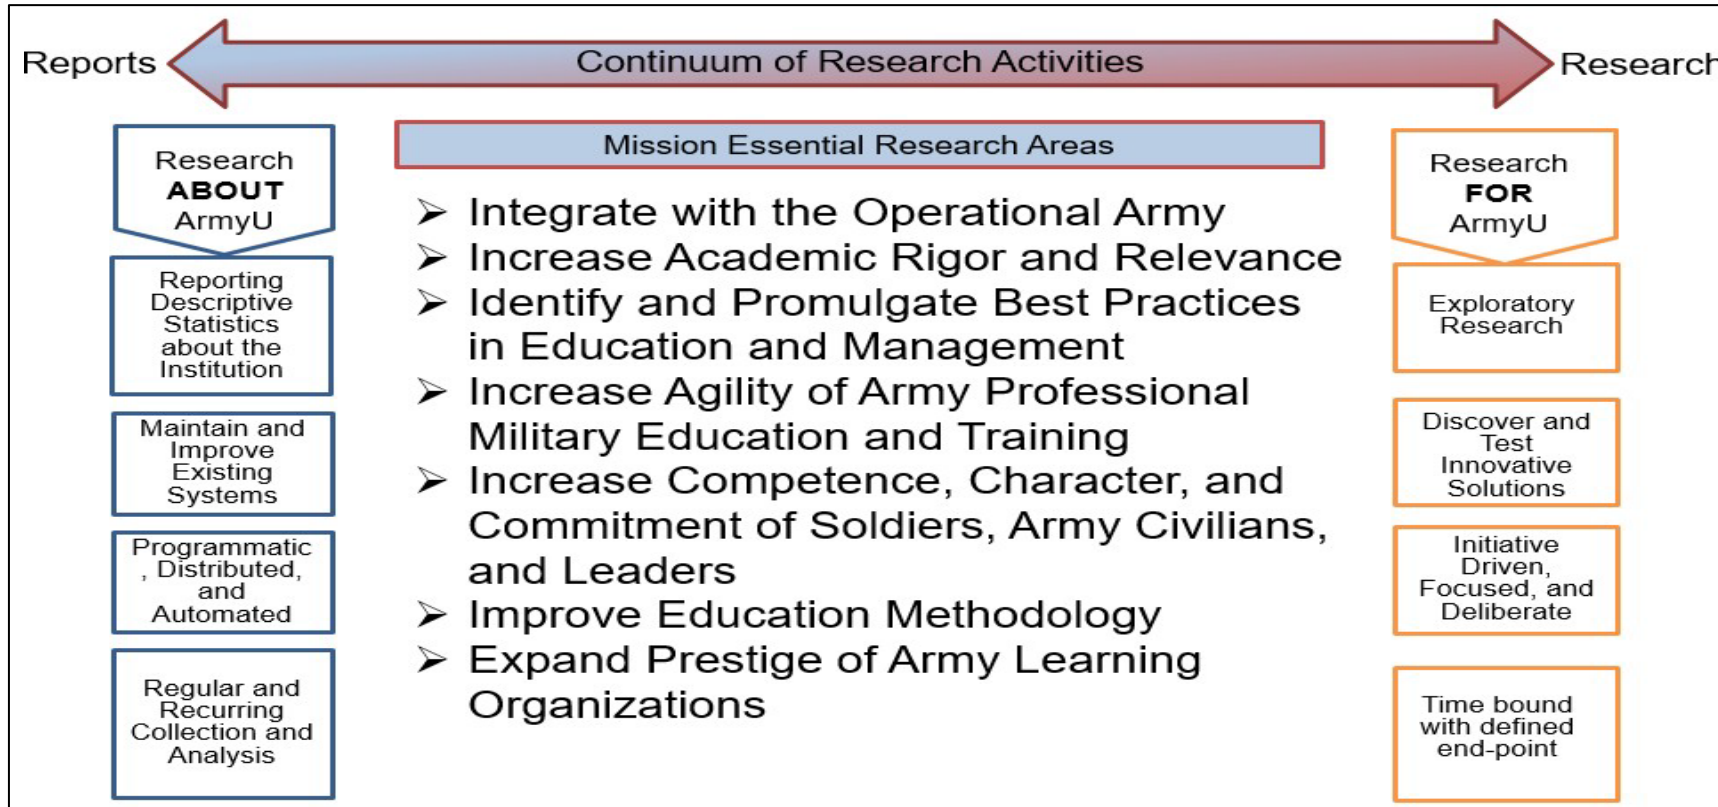 Reports
Continuum of Research Activities
Research
Research
ABOUT
ArmyU
Reporting
Descriptive
Statistics
about the
Institution
Maintain and
Improve
Existing
Systems
Programmatic
, Distributed,
and
Automated
Regular and
Recurring
Collection and
Analysis
Mission Essential Research Areas
➢ Integrate with the Operational Army
➢ Increase Academic Rigor and Relevance
➢ Identify and Promulgate Best Practices
in Education and Management
➢ Increase Agility of Army Professional
Military Education and Training
➢ Increase Competence, Character, and
Commitment of Soldiers, Army Civilians,
and Leaders
➢ Improve Education Methodology
➢ Expand Prestige of Army Learning
Organizations
Research
FOR
ArmyU
Exploratory
Research
Discover and
Test
Innovative
Solutions
Initiative
Driven,
Focused, and
Deliberate
Time bound
with defined
end-point